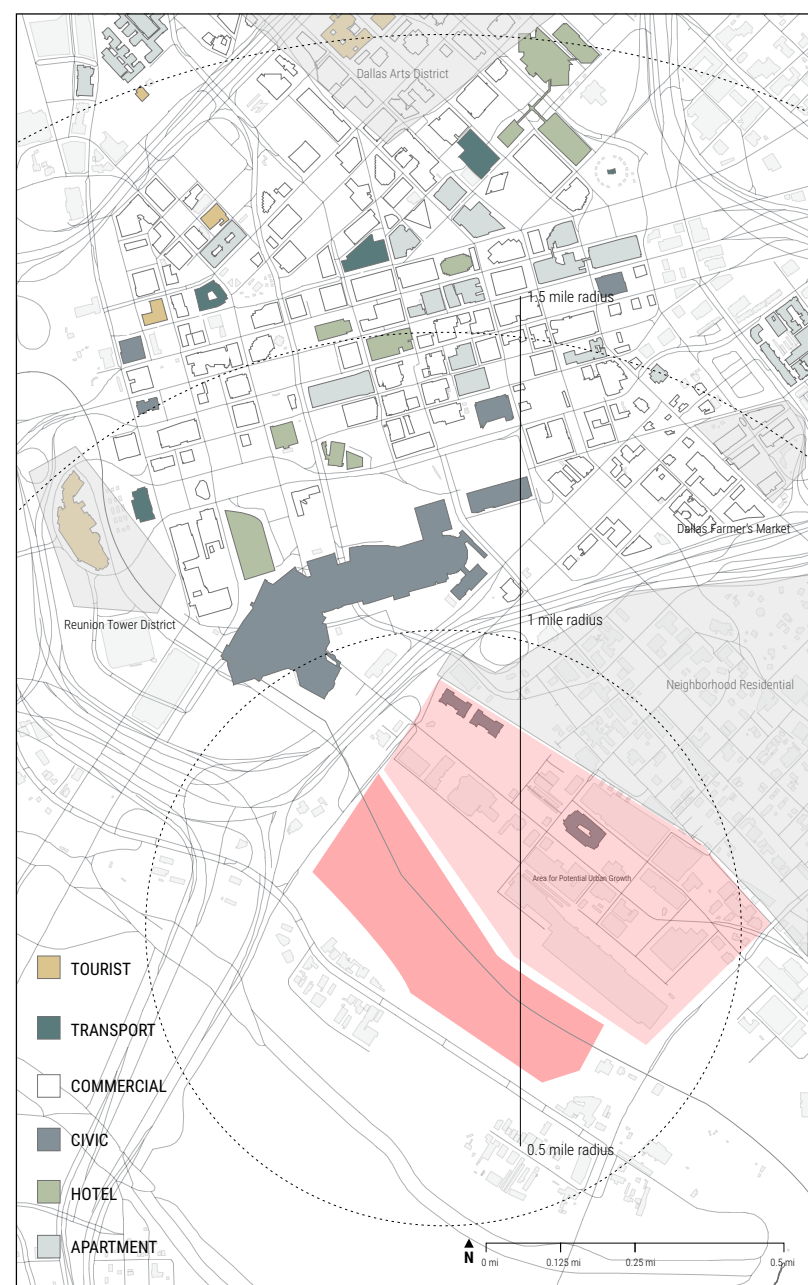 Dallas Arts District
1.5 mile radius
Dallas Farmer's Market
1 mile radius
Reunion Tower District
Neighborhood Residential
Area for Potential Urban Growth
TOURIST
TRANSPORT
COMMERCIAL
CIVIC
0.5 mile radius
HOTEL
APARTMENT
N
0 mi
0.125 mi
0.25 mi
0.5 mi